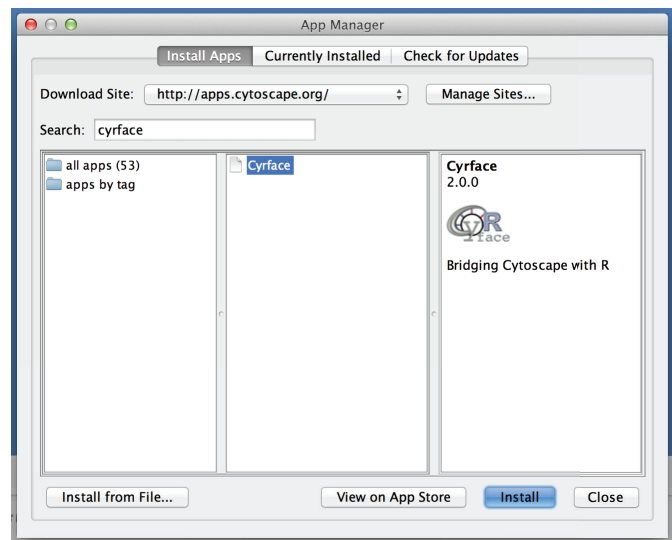 App Manager
Install Apps Currently Installed Check for Updates
Download Site: http://apps.cytoscape.org/ Manage Sites...
Search: cyrface
all apps (53)
apps by tag
Cyrface
Cyrface
2.0.0
CyRface
Bridging Cytoscape with R
Install from File... View on App Store Install Close